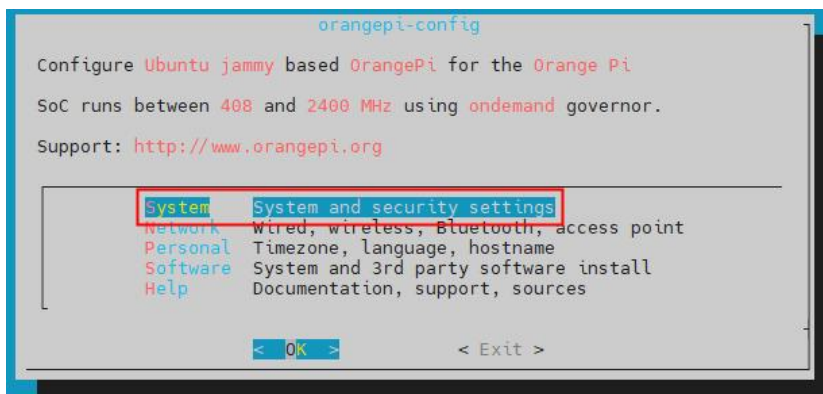 orangepi-config
Configure Ubuntu jammy based OrangePi for the Orange Pi
SoC runs between 408 and 2400 MHz using ondemand governor.
Support: http://www.orangepi.org
System System and security settings
Network Wired, wireless, Bluetooth, access point
Personal Timezone, language, hostname
Software System and 3rd party software install
Help Documentation, support, sources
< OK > < Exit >